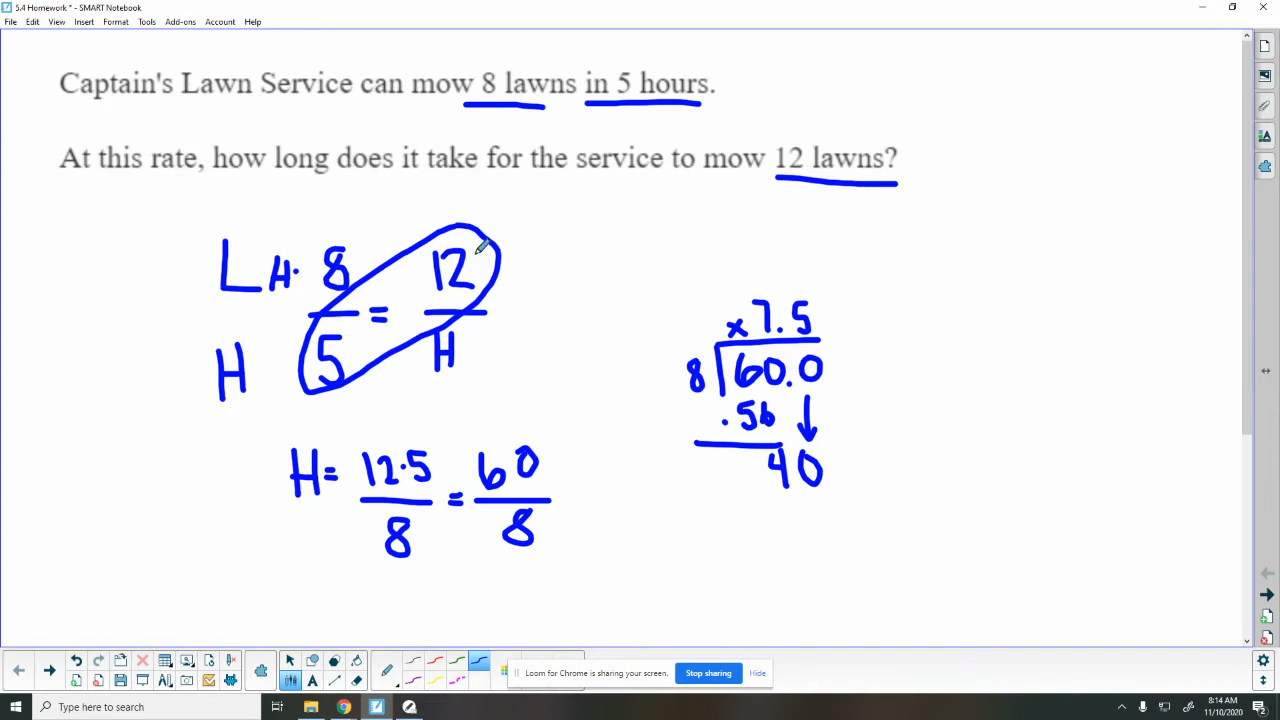 5.4 Homework * - SMART Notebook
File Edit View Insert Format Tools Add-ons Account Help
Captain's Lawn Service can mow 8 lawns in 5 hours.
At this rate, how long does it take for the service to mow 12 lawns?
8 = 12
H 5 H
x 7.5
8 60.0
.56
40
H = 12·5 = 60
8 8
Loom for Chrome is sharing your screen. Stop sharing Hide
Type here to search
8:14 AM
11/10/2020
2